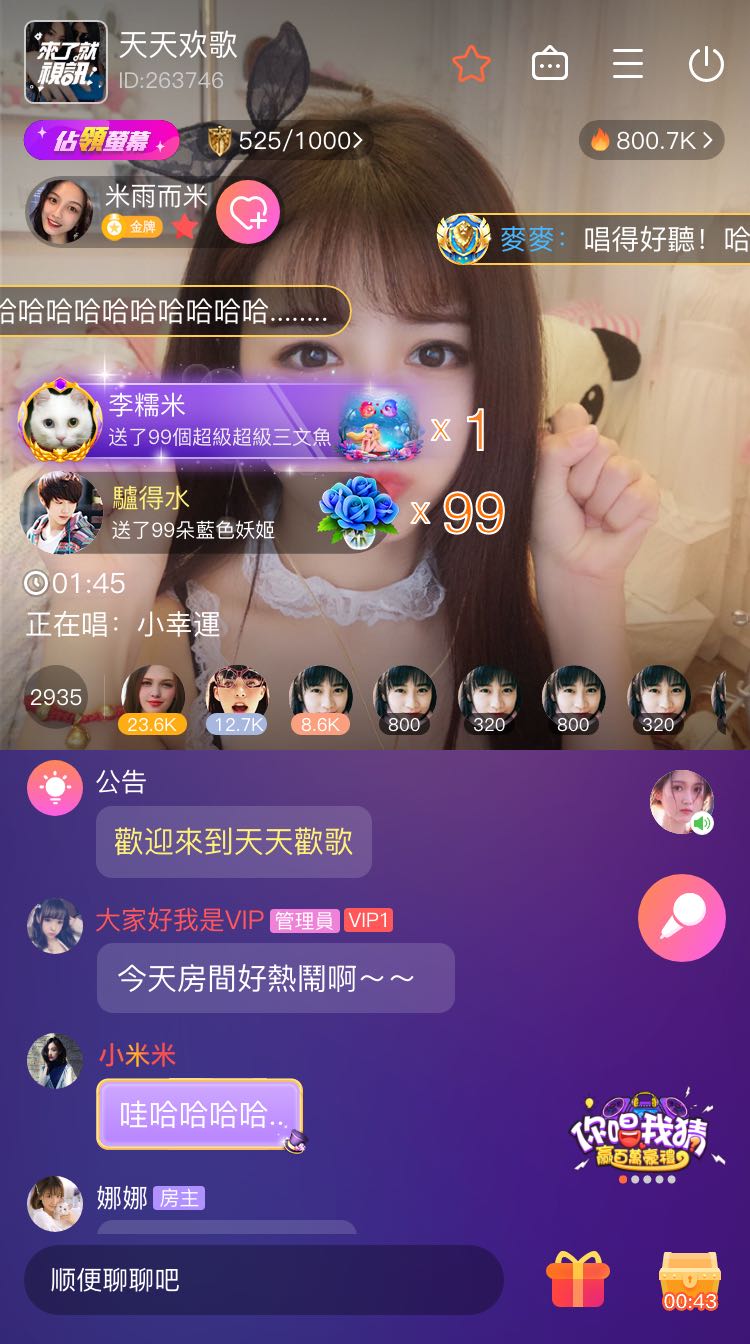 來了就
視訊!
天天欢歌
ID:263746
佔領螢幕
525/1000
800.7K
米雨而米
金牌
麥麥：唱得好聽！哈
哈哈哈哈哈哈哈哈哈哈........
李糯米
送了99個超級超級三文魚
x 1
驢得水
送了99朵藍色妖姬
x 99
01:45
正在唱：小幸運
2935
23.6K
12.7K
8.6K
800
320
800
320
公告
歡迎來到天天歡歌
大家好我是VIP 管理員 VIP1
今天房間好熱鬧啊～～
小米米
哇哈哈哈哈...
你唱我猜
贏百萬豪禮
娜娜 房主
顺便聊聊吧
00:43